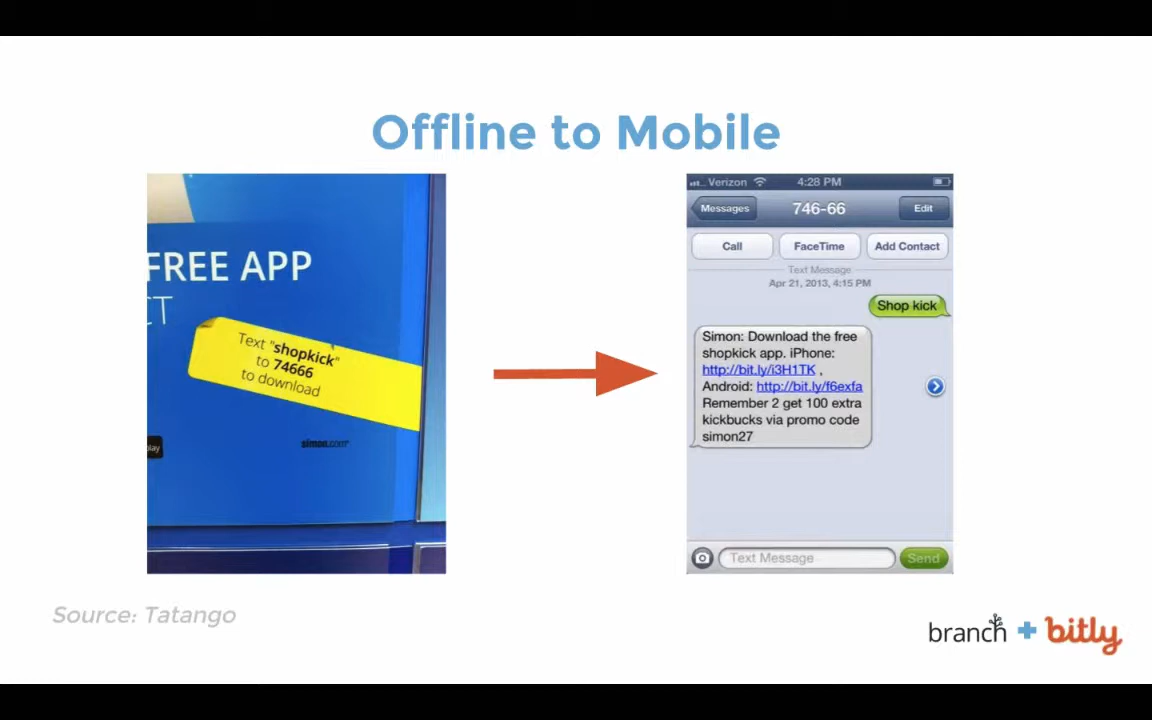 Offline to Mobile
FREE APP
CT
Text "shopkick"
to 74666
to download
simon.com
play
Verizon 4:28 PM
Messages 746-66 Edit
Call FaceTime Add Contact
Text Message
Apr 21, 2013, 4:15 PM
Shop kick
Simon: Download the free
shopkick app. iPhone:
http://bit.ly/i3H1TK ,
Android: http://bit.ly/f6exfa
Remember 2 get 100 extra
kickbucks via promo code
simon27
Text Message Send
Source: Tatango
branch + bitly